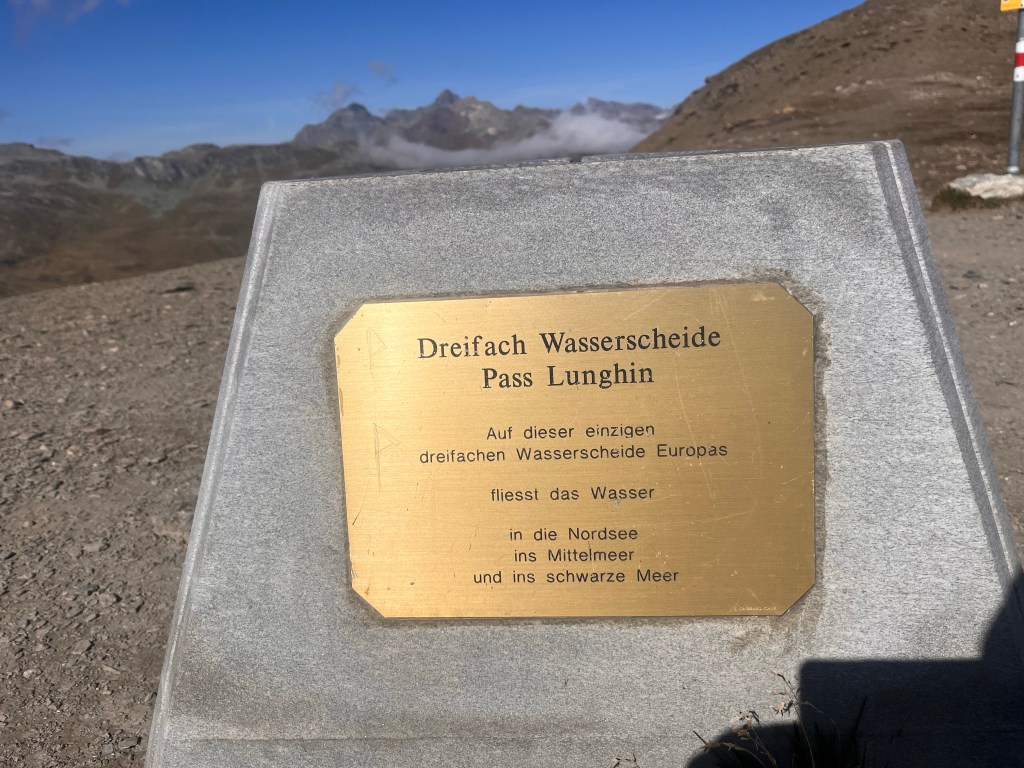 Dreifach Wasserscheide
Pass Lunghin
Auf dieser einzigen
dreifachen Wasserscheide Europas
fliesst das Wasser
in die Nordsee
ins Mittelmeer
und ins schwarze Meer